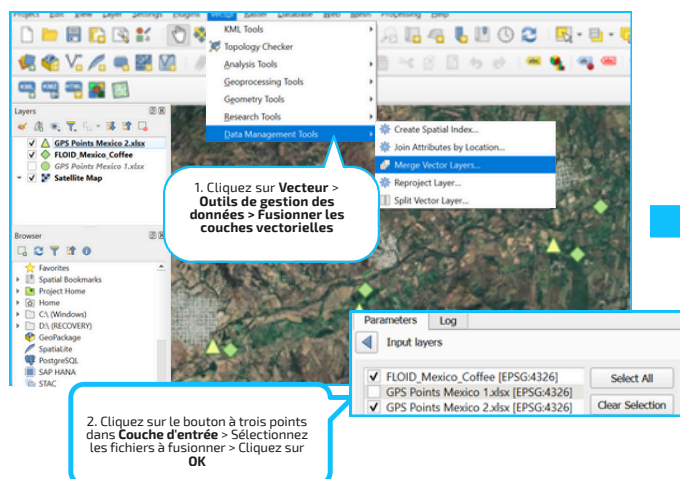 Project Edit View Layer Settings Plugins Vector Raster Database Web Mesh Processing Help
KML Tools
Topology Checker
Analysis Tools
Geoprocessing Tools
Geometry Tools
Research Tools
Data Management Tools
Create Spatial Index...
Join Attributes by Location...
Merge Vector Layers...
Reproject Layer...
Split Vector Layer...
Layers
GPS Points Mexico 2.xlsx
FLOID_Mexico_Coffee
GPS Points Mexico 1.xlsx
Satellite Map
1. Cliquez sur Vecteur >
Outils de gestion des
données > Fusionner les
couches vectorielles
Browser
Favorites
Spatial Bookmarks
Project Home
Home
C:\ (Windows)
D:\ (RECOVERY)
GeoPackage
SpatiaLite
PostgreSQL
SAP HANA
STAC
Parameters Log
Input layers
FLOID_Mexico_Coffee [EPSG:4326]
GPS Points Mexico 1.xlsx [EPSG:4326]
GPS Points Mexico 2.xlsx [EPSG:4326]
Select All
Clear Selection
2. Cliquez sur le bouton à trois points
dans Couche d'entrée > Sélectionnez
les fichiers à fusionner > Cliquez sur
OK